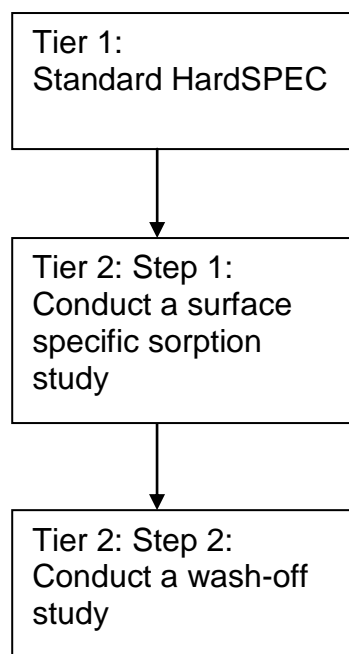 Tier 1:
Standard HardSPEC
Tier 2: Step 1:
Conduct a surface
specific sorption
study
Tier 2: Step 2:
Conduct a wash-off
study